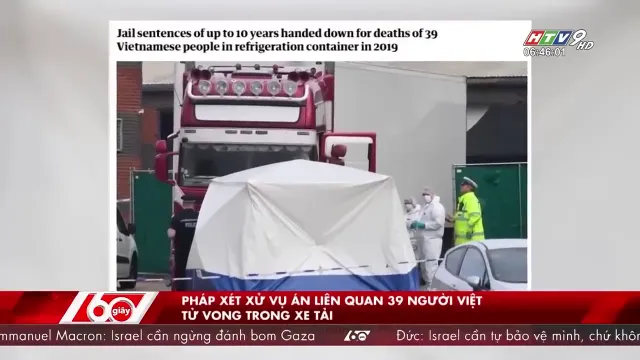 Jail sentences of up to 10 years handed down for deaths of 39
Vietnamese people in refrigeration container in 2019
HTV9 HD
06:46:01
60 giây
PHÁP XÉT XỬ VỤ ÁN LIÊN QUAN 39 NGƯỜI VIỆT
TỬ VONG TRONG XE TẢI
mmanuel Macron: Israel cần ngừng đánh bom Gaza
Đức: Israel cần tự bảo vệ mình, chứ khôn